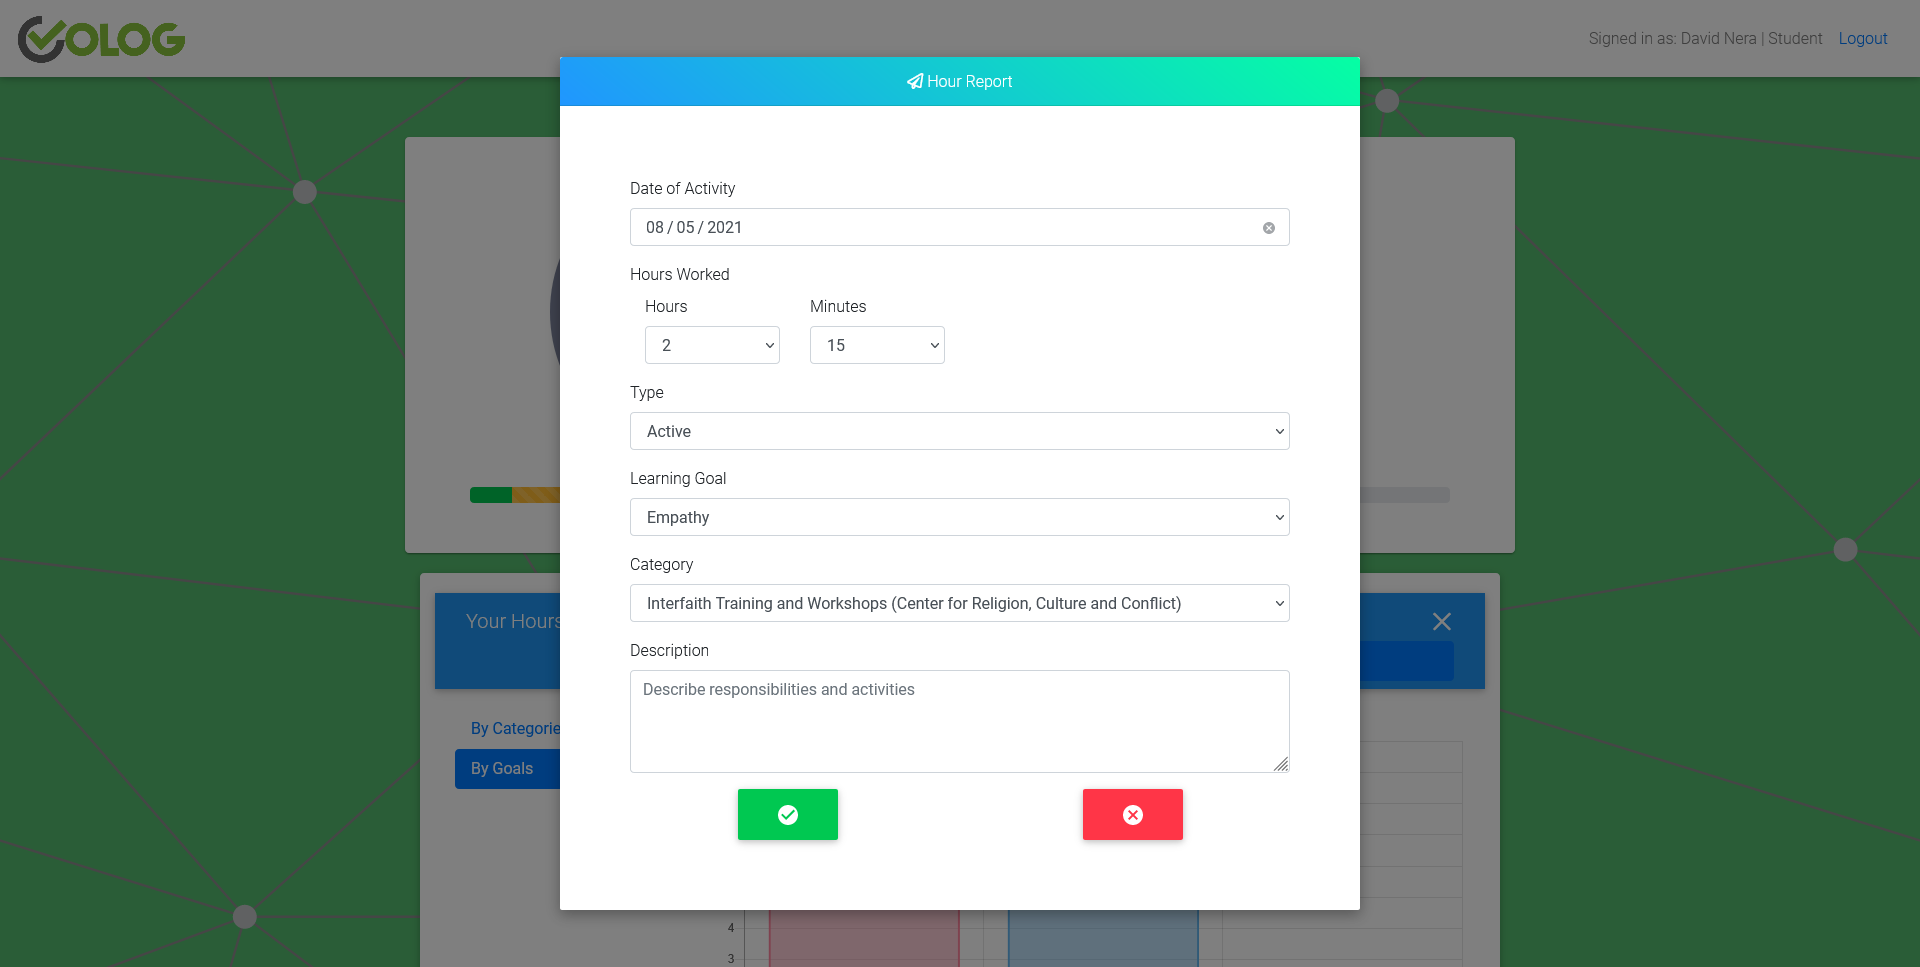 VOLOG
Signed in as: David Nera | Student Logout
Hour Report
Date of Activity
08 / 05 / 2021
Hours Worked
Hours Minutes
2 15
Type
Active
Learning Goal
Empathy
Category
Interfaith Training and Workshops (Center for Religion, Culture and Conflict)
Your Hours
Description
Describe responsibilities and activities
By Categorie
By Goals
4
3